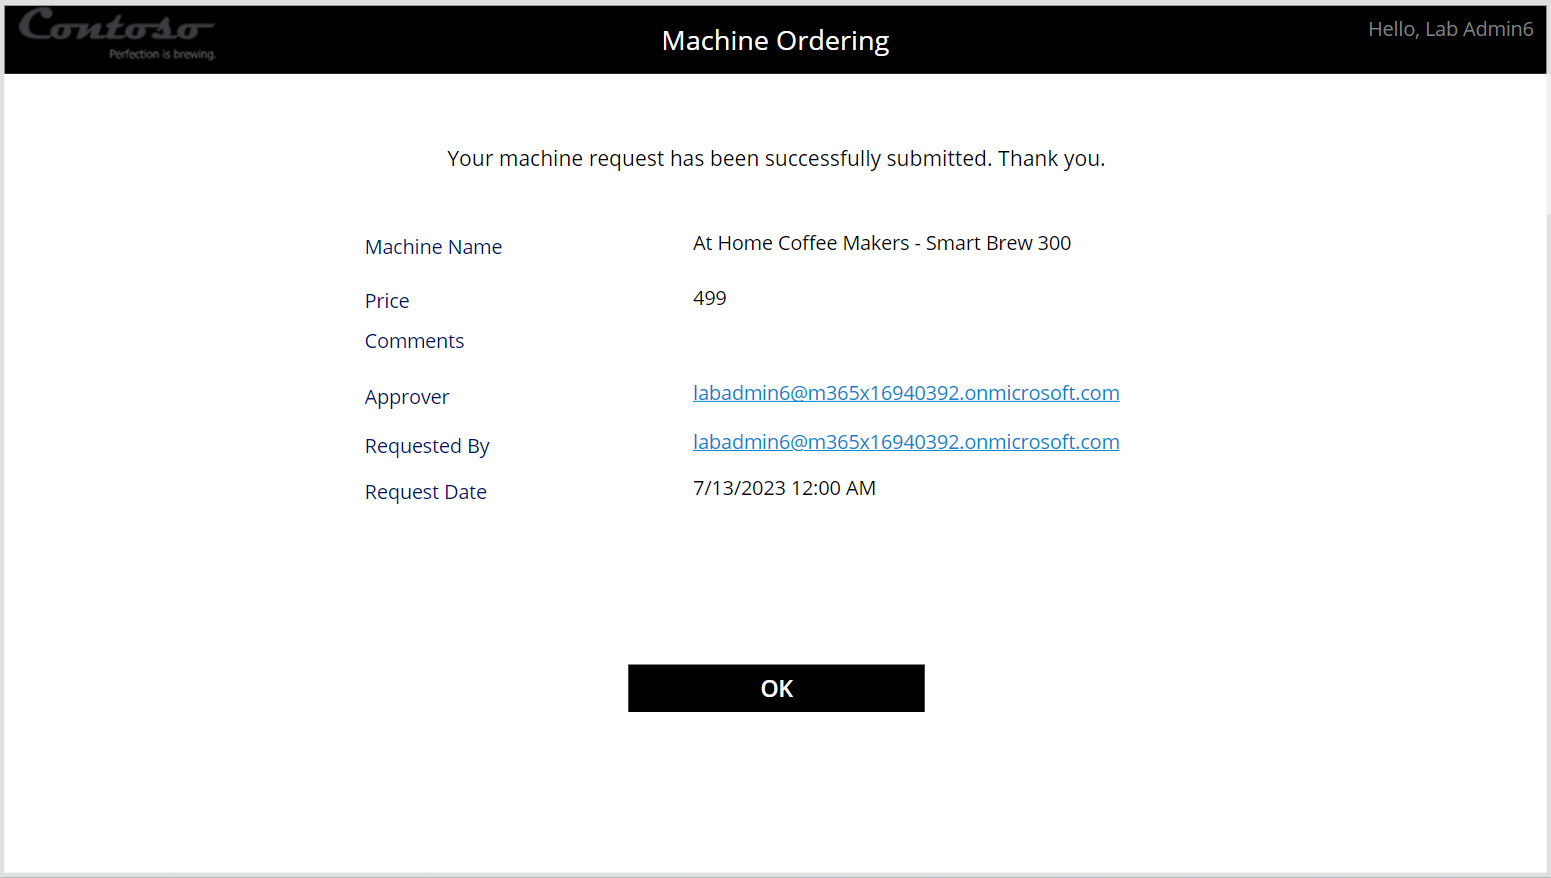 Contoso
Perfection is brewing.
Machine Ordering
Hello, Lab Admin6
Your machine request has been successfully submitted. Thank you.
Machine Name At Home Coffee Makers - Smart Brew 300
Price 499
Comments
Approver labadmin6@m365x16940392.onmicrosoft.com
Requested By labadmin6@m365x16940392.onmicrosoft.com
Request Date 7/13/2023 12:00 AM
OK